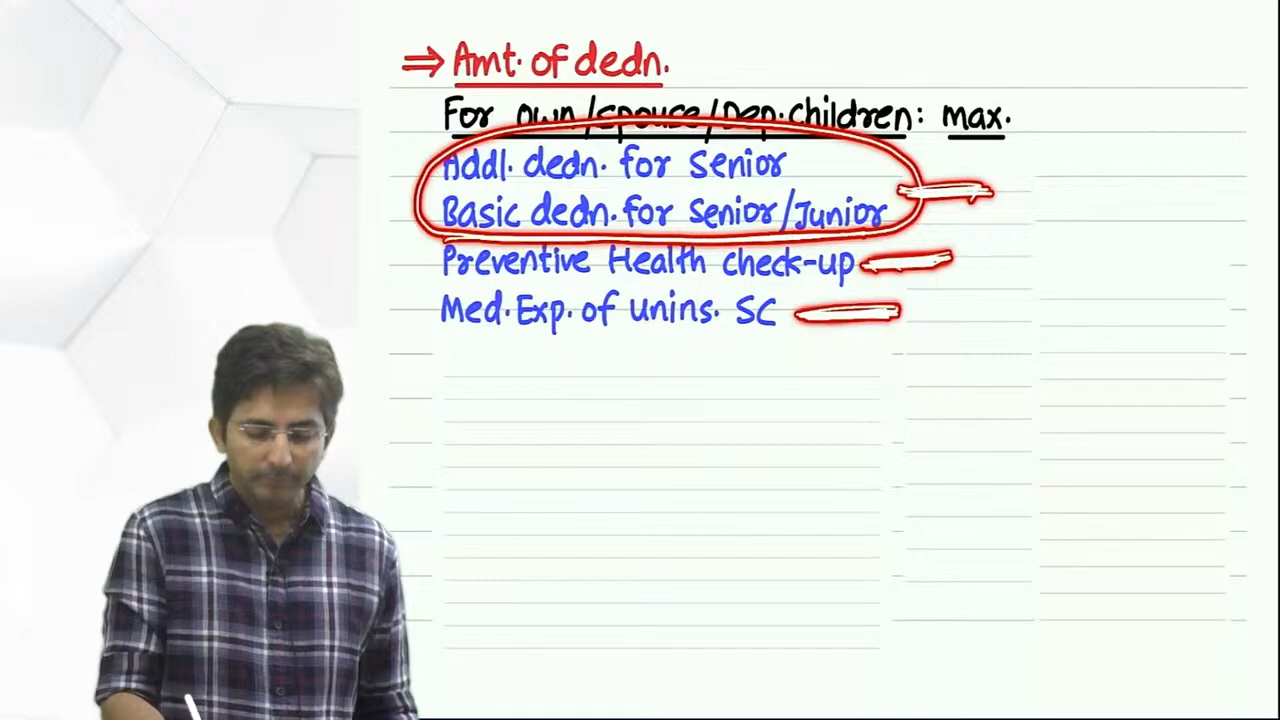 ⇒ Amt. of dedn.
For own/spouse/Dep. children: max.
Addl. dedn. for Senior
Basic dedn. for Senior/Junior
Preventive Health check-up
Med. Exp. of unins. SC